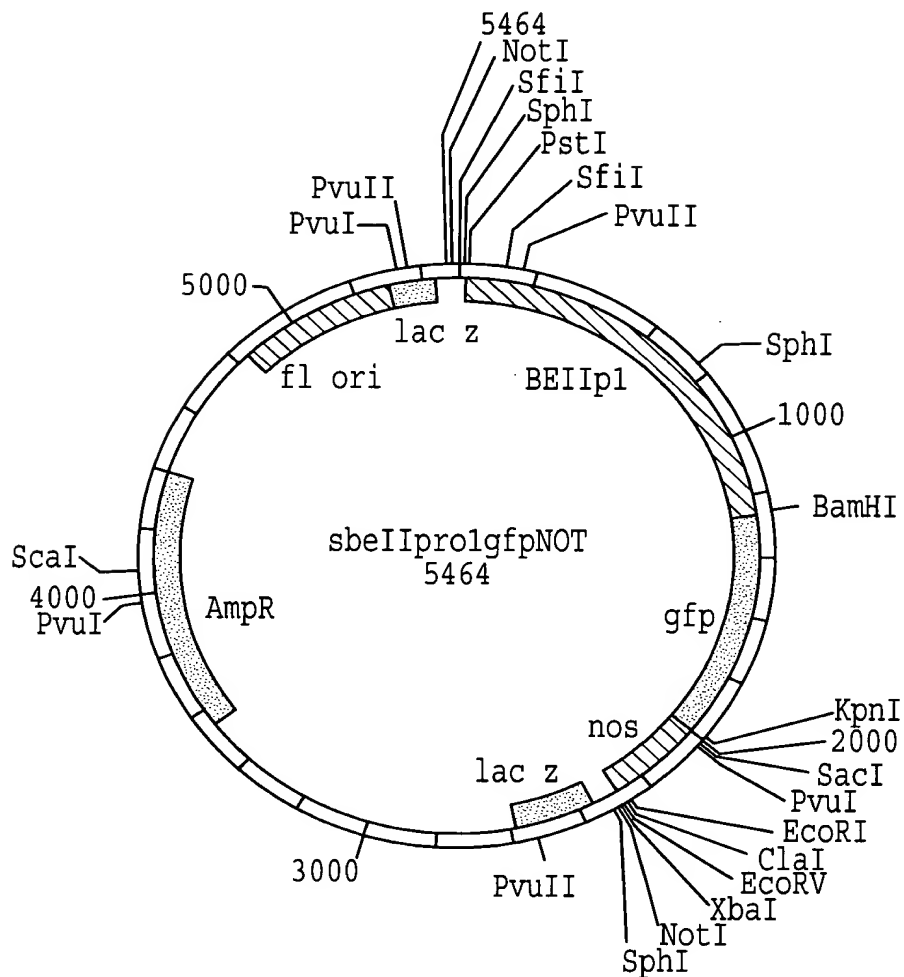 5464
NotI
SfiI
SphI
PstI
SfiI
PvuII
PvuII
PvuI
5000
lac z
fl ori
BEIIp1
SphI
1000
BamHI
sbeIIpro1gfpNOT
5464
ScaI
4000
PvuI
AmpR
gfp
nos
lac z
KpnI
2000
SacI
PvuI
EcoRI
ClaI
EcoRV
XbaI
NotI
SphI
PvuII
3000